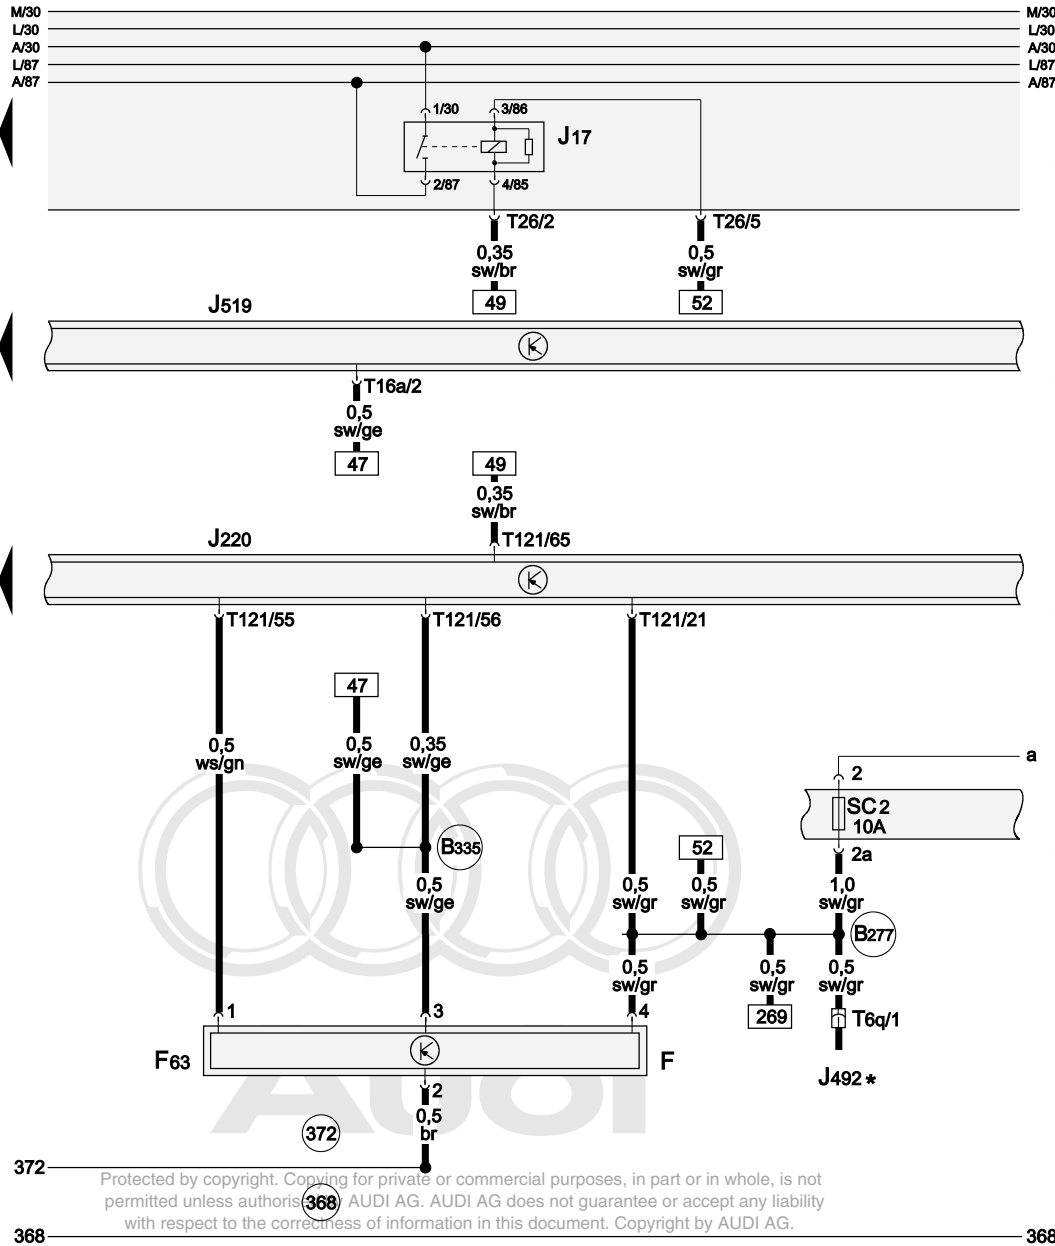 M/30 M/30
L/30 L/30
A/30 A/30
L/87 L/87
A/87 A/87
1/30 3/86
J17
2/87 4/85
T26/2 T26/5
0,35 0,5
sw/br sw/gr
49 52
J519
T16a/2
0,5
sw/ge
47 49
0,35
sw/br
J220 T121/65
T121/55 T121/56 T121/21
47
0,5 0,5 0,35
ws/gn sw/ge sw/ge
a
2
SC2
10A
B335 52 2a
0,5 0,5 0,5 1,0
sw/ge sw/gr sw/gr sw/gr
B277
0,5 0,5 0,5
sw/gr sw/gr sw/gr
1 3 4 269 T6q/1
F63 F
J492 *
Audi
2
0,5
br
372
372
Protected by copyright. Copying for private or commercial purposes, in part or in whole, is not
permitted unless AUDI AG. AUDI AG does not guarantee or accept any liability
368
with respect to the correctness of information in this document. Copyright by AUDI AG.
368 368